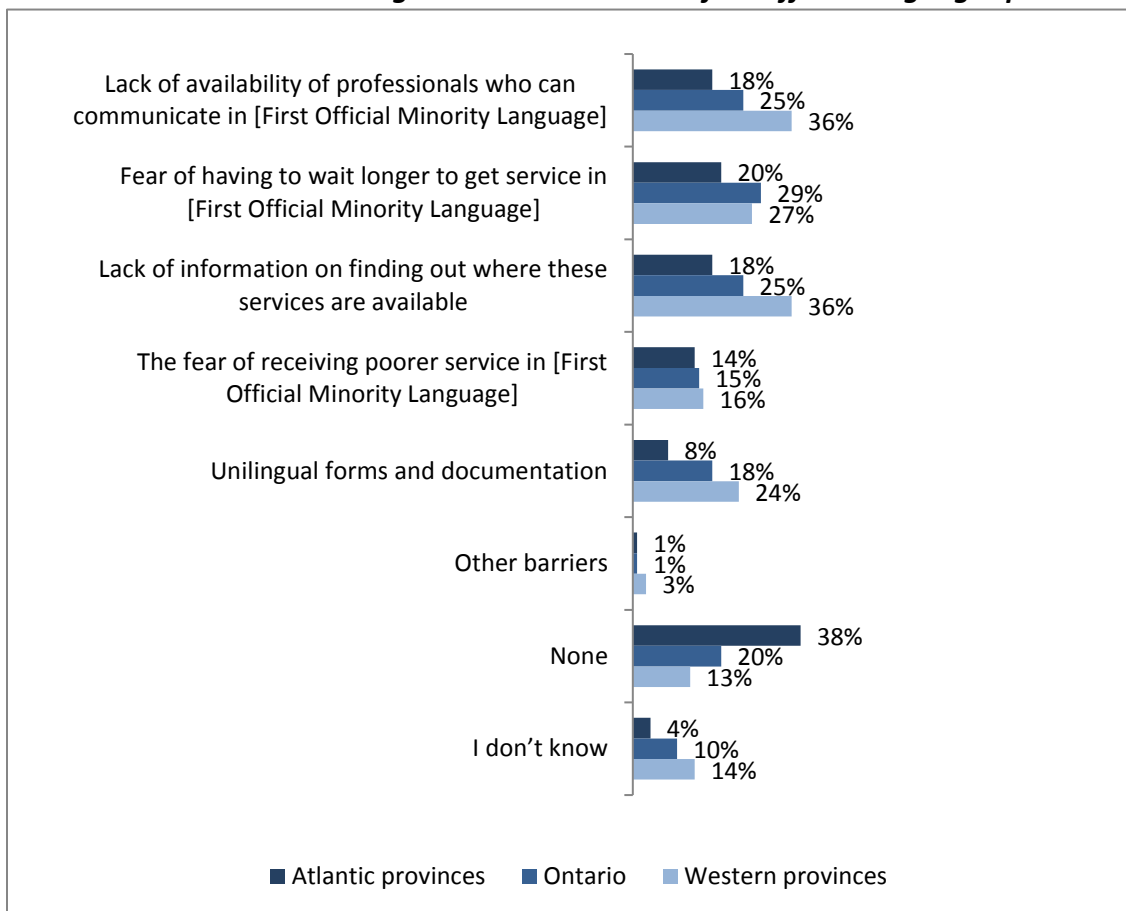 Lack of availability of professionals who can
communicate in [First Official Minority Language]
18%
25%
36%
Fear of having to wait longer to get service in
[First Official Minority Language]
20%
29%
27%
Lack of information on finding out where these
services are available
18%
25%
36%
The fear of receiving poorer service in [First
Official Minority Language]
14%
15%
16%
Unilingual forms and documentation
8%
18%
24%
Other barriers
1%
1%
3%
None
38%
20%
13%
I don’t know
4%
10%
14%
Atlantic provinces Ontario Western provinces